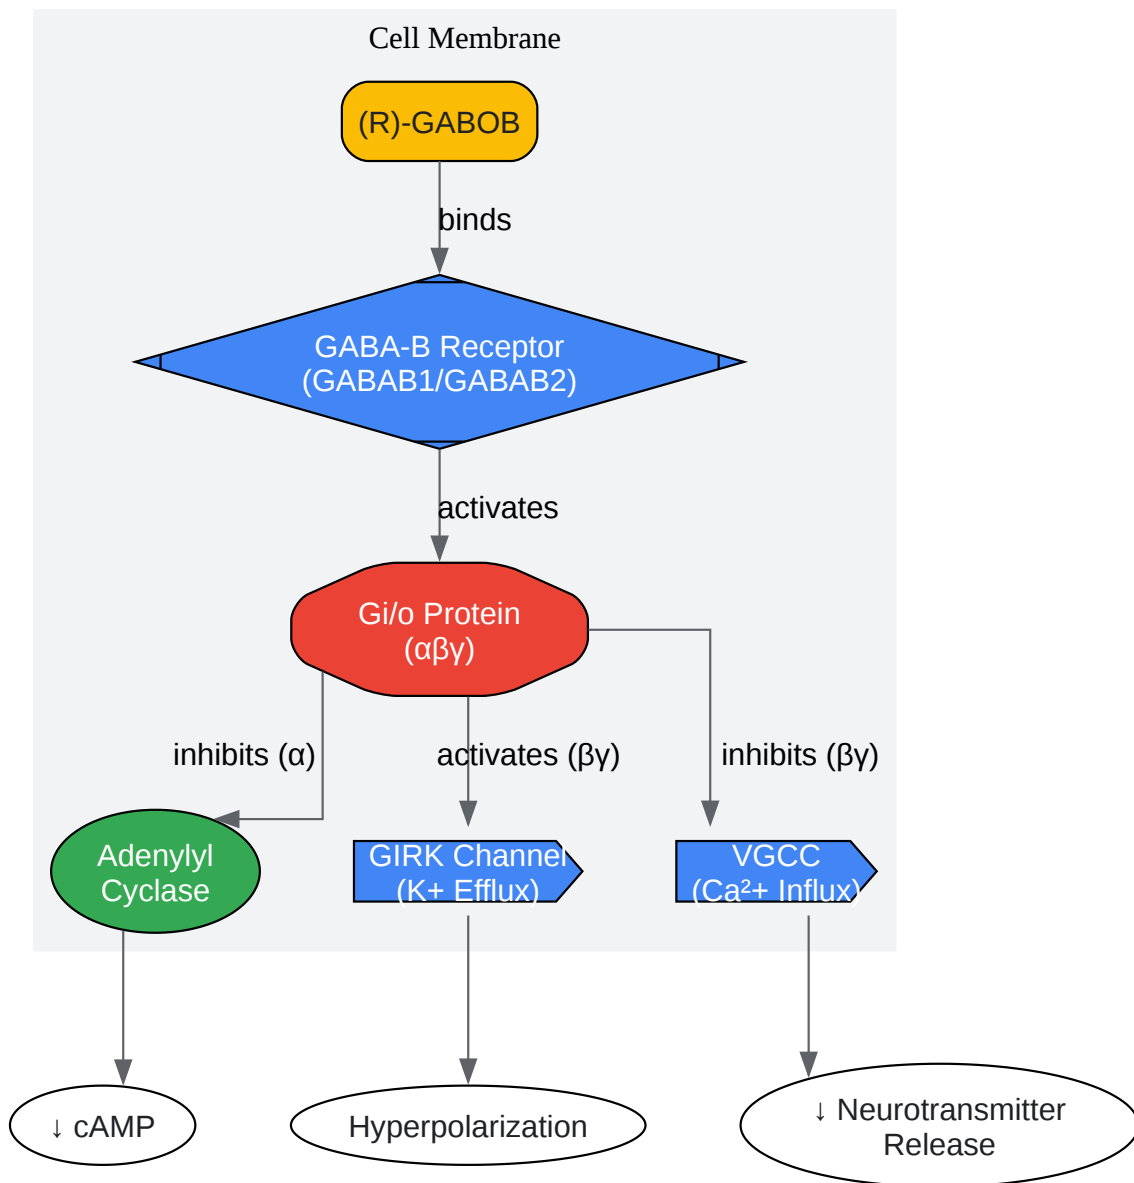 Cell Membrane
(R)-GABOB
binds
GABA-B Receptor
(GABAB1/GABAB2)
activates
Gi/o Protein
(αβγ)
inhibits (α)
activates (βγ)
inhibits (βγ)
Adenylyl
Cyclase
GIRK Channel
(K+ Efflux)
VGCC
(Ca²+ Influx)
↓ cAMP
Hyperpolarization
↓ Neurotransmitter
Release